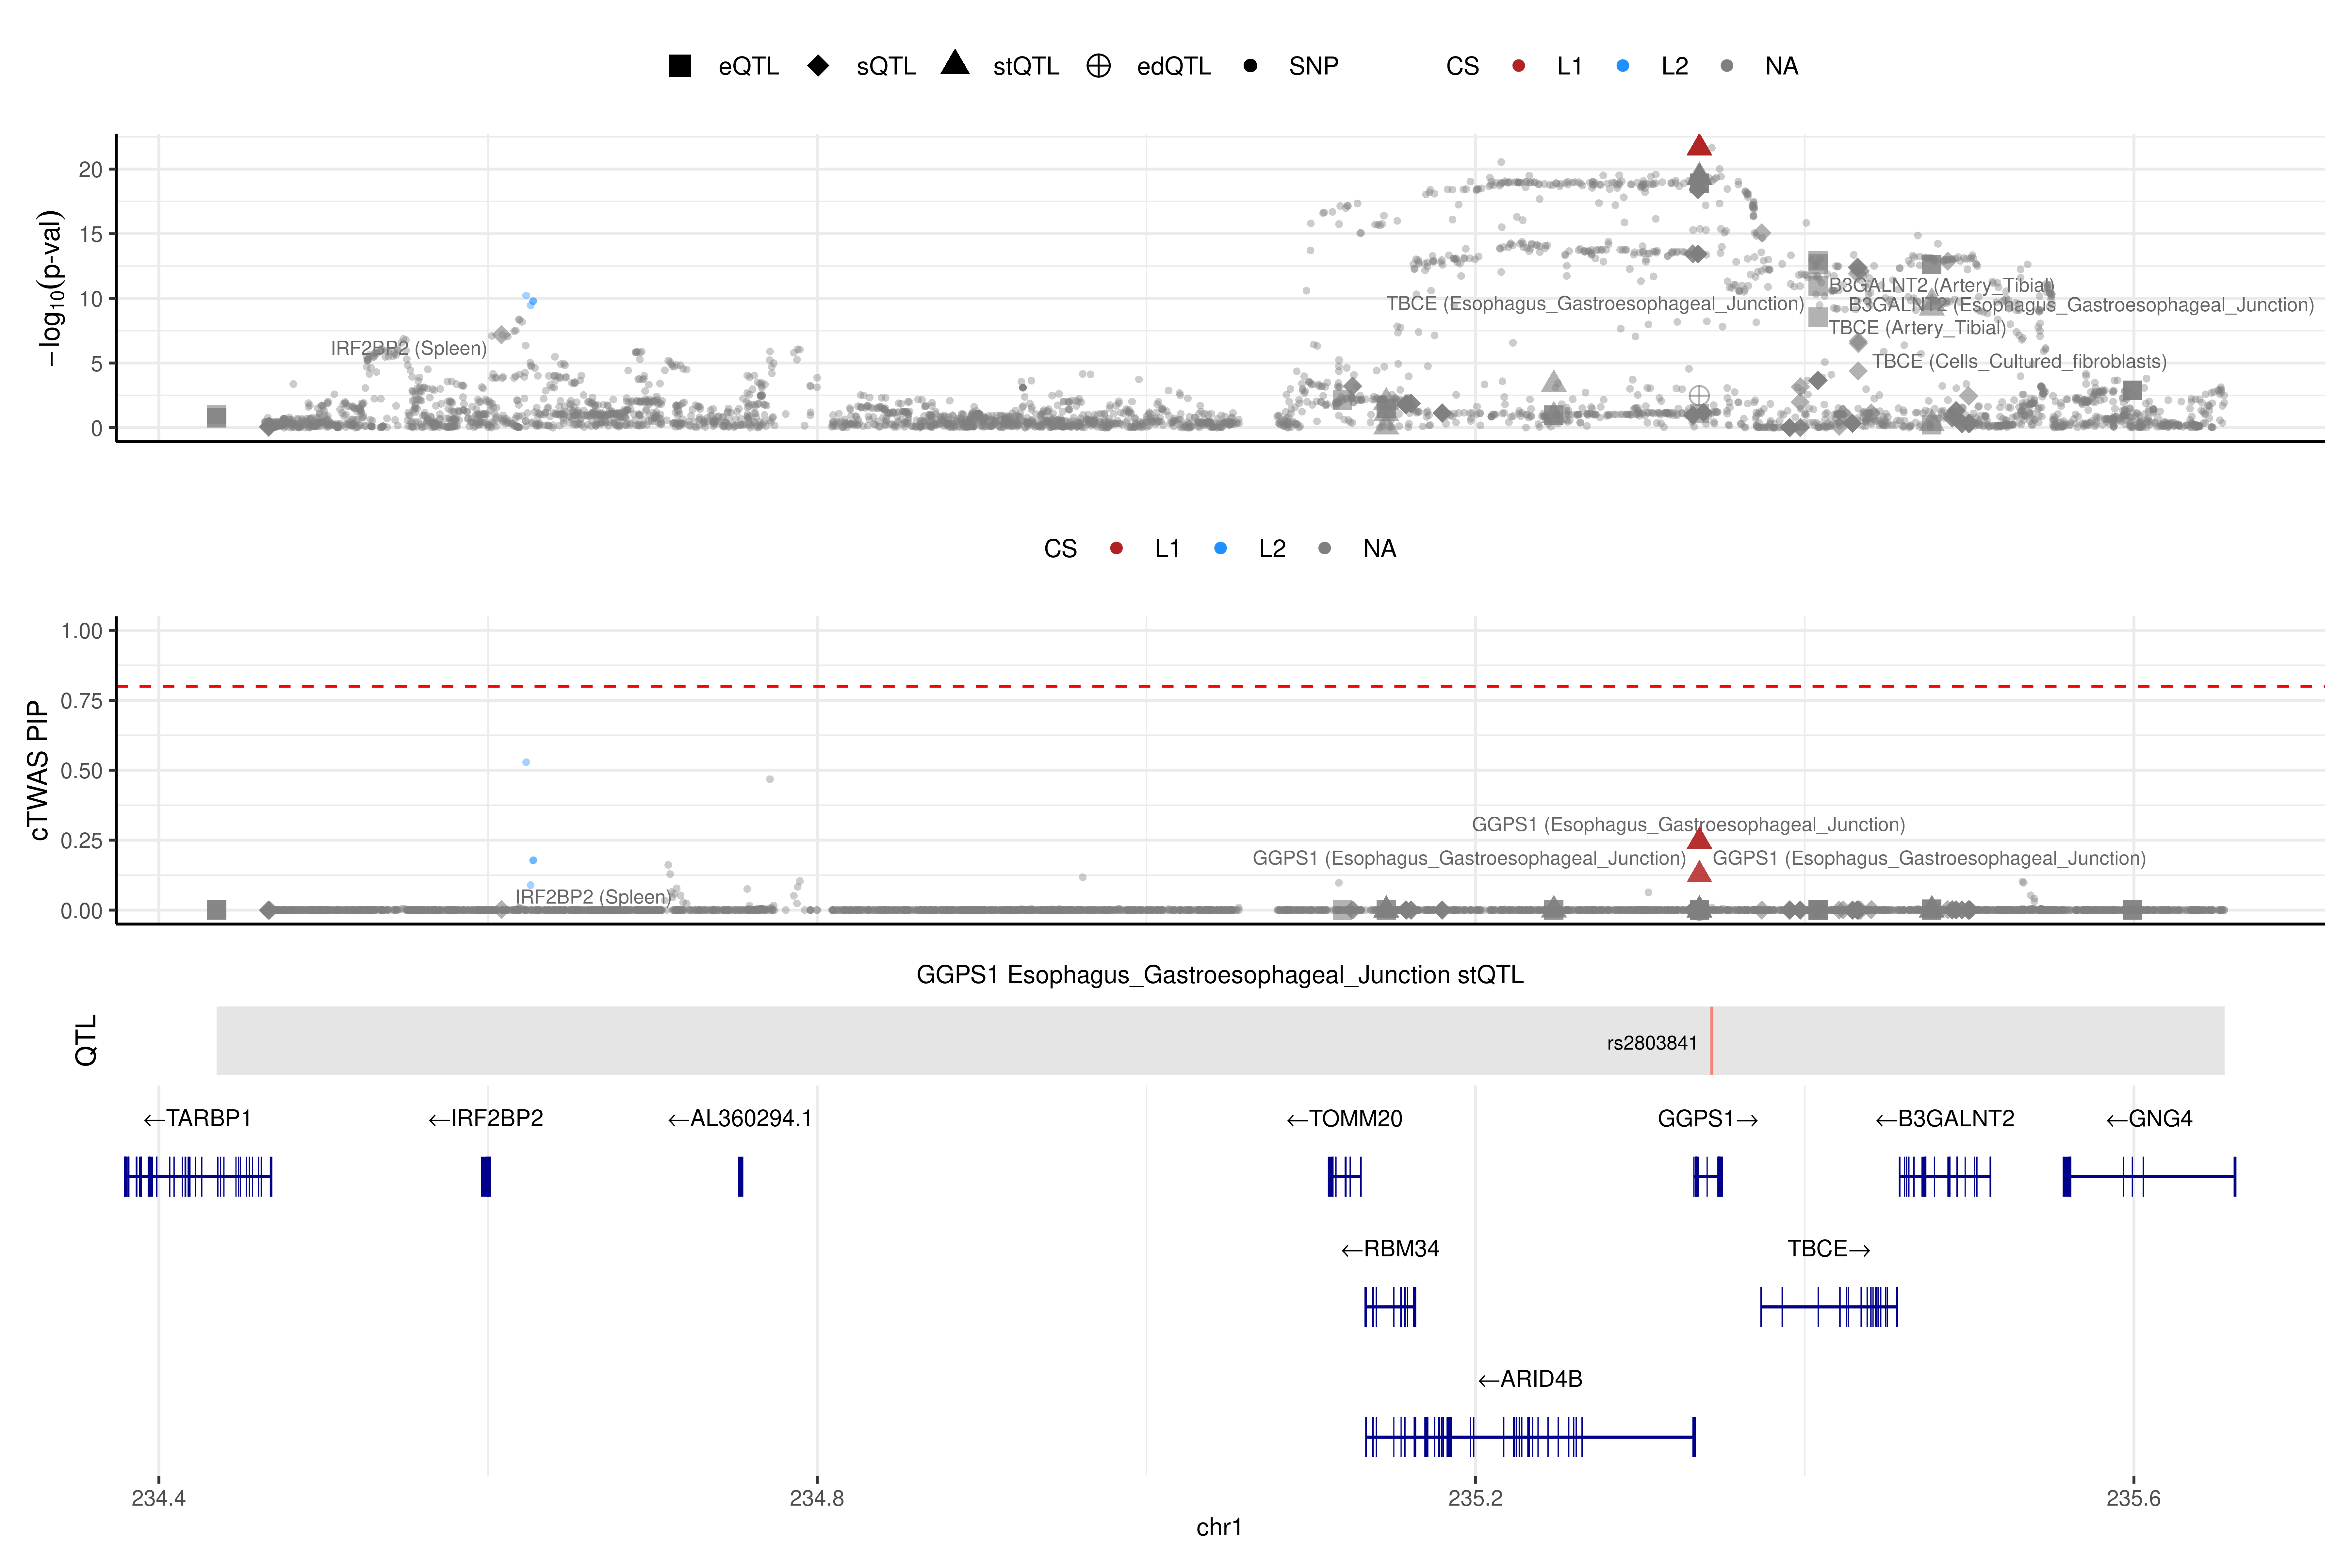 eQTL sQTL stQTL edQTL SNP CS L1 L2 NA
−log10(p-val)
20
15
10
5
0
B3GALNT2 (Artery_Tibial)
TBCE (Esophagus_Gastroesophageal_Junction)
B3GALNT2 (Esophagus_Gastroesophageal_Junction)
TBCE (Artery_Tibial)
IRF2BP2 (Spleen)
TBCE (Cells_Cultured_fibroblasts)
CS L1 L2 NA
cTWAS PIP
1.00
0.75
0.50
0.25
0.00
GGPS1 (Esophagus_Gastroesophageal_Junction)
GGPS1 (Esophagus_Gastroesophageal_Junction)
GGPS1 (Esophagus_Gastroesophageal_Junction)
IRF2BP2 (Spleen)
GGPS1 Esophagus_Gastroesophageal_Junction stQTL
QTL
rs2803841
←TARBP1 ←IRF2BP2 ←AL360294.1 ←TOMM20 GGPS1→ ←B3GALNT2 ←GNG4
←RBM34 TBCE→
←ARID4B
234.4 234.8 235.2 235.6
chr1